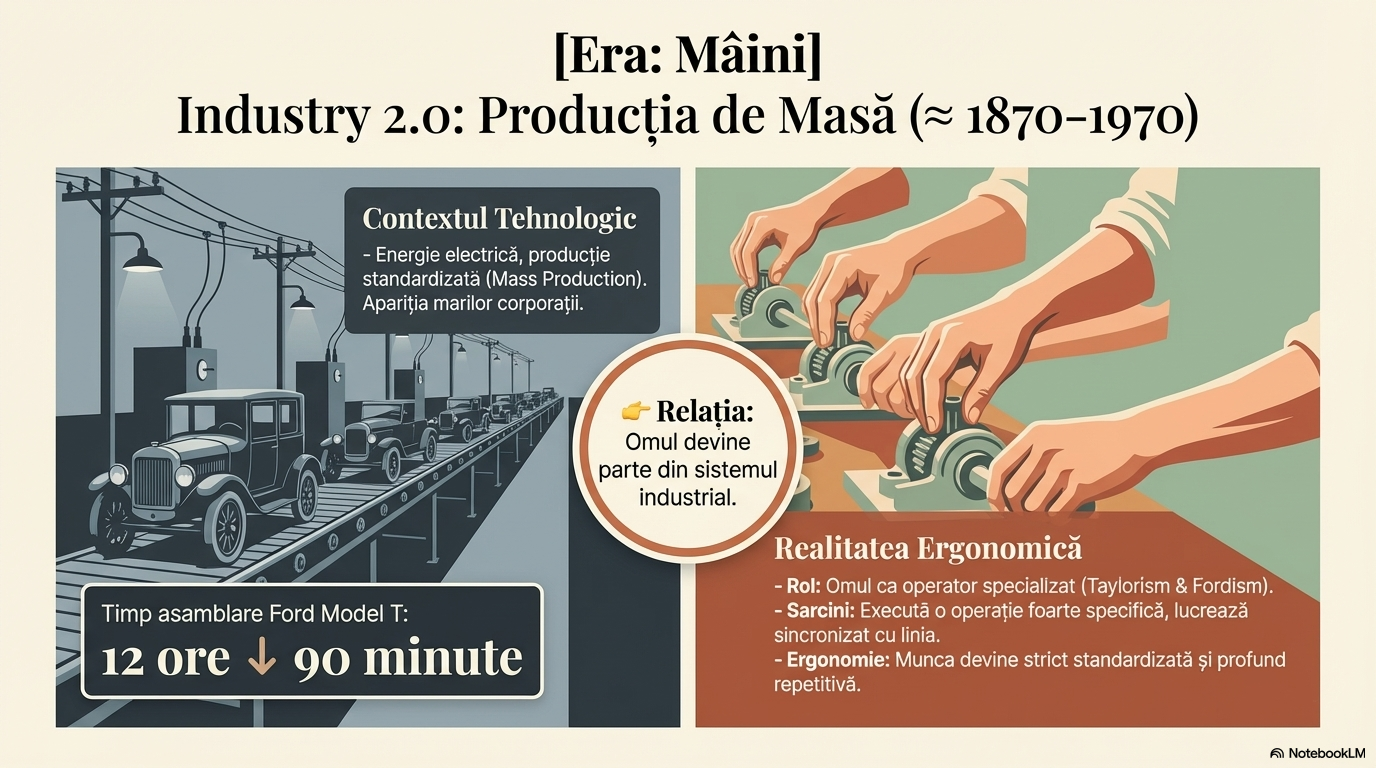 [Era: Mâini]
Industry 2.0: Producția de Masă (≈ 1870–1970)
Contextul Tehnologic
- Energie electrică, producție
standardizată (Mass Production).
Apariția marilor corporații.
Timp asamblare Ford Model T:
12 ore ↓ 90 minute
👉 Relația:
Omul devine
parte din sistemul
industrial.
Realitatea Ergonomică
- Rol: Omul ca operator specializat (Taylorism & Fordism).
- Sarcini: Execută o operație foarte specifică, lucrează
sincronizat cu linia.
- Ergonomie: Munca devine strict standardizată și profund
repetitivă.
NotebookLM